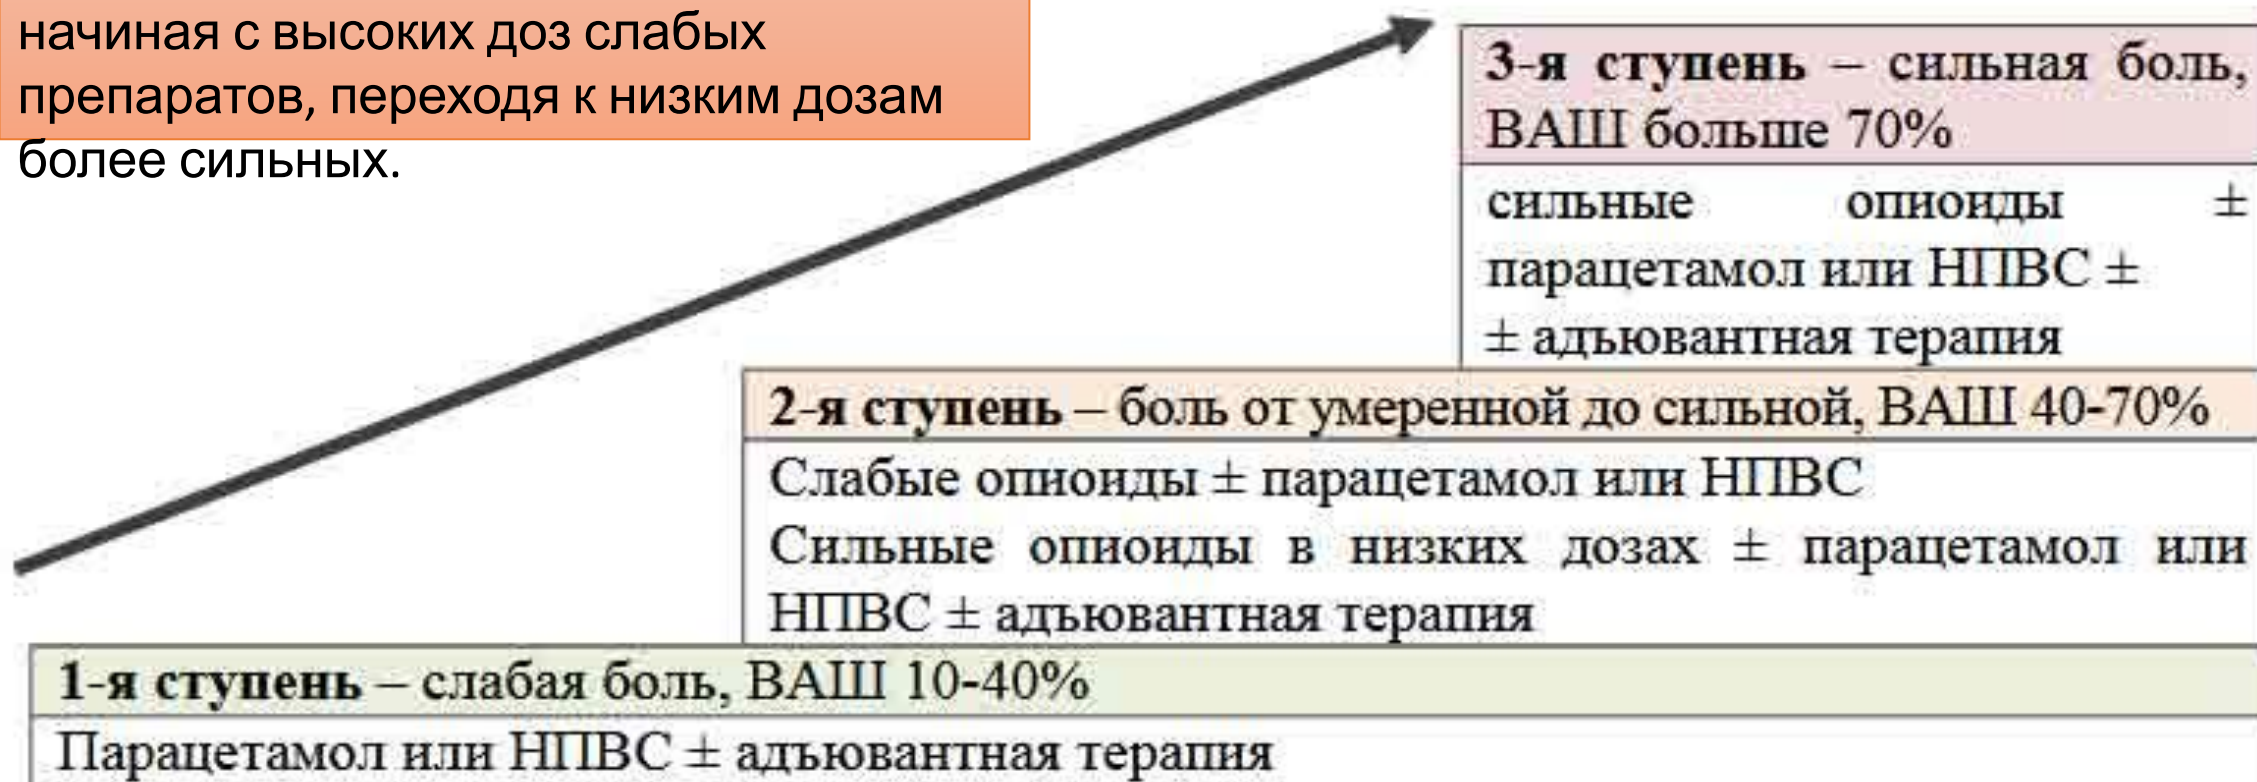 начиная с высоких доз слабых
препаратов, переходя к низким дозам
более сильных.
3-я ступень – сильная боль,
ВАШ больше 70%
сильные опиоиды ±
парацетамол или НПВС ±
± адъювантная терапия
2-я ступень – боль от умеренной до сильной, ВАШ 40-70%
Слабые опиоиды ± парацетамол или НПВС
Сильные опиоиды в низких дозах ± парацетамол или
НПВС ± адъювантная терапия
1-я ступень – слабая боль, ВАШ 10-40%
Парацетамол или НПВС ± адъювантная терапия